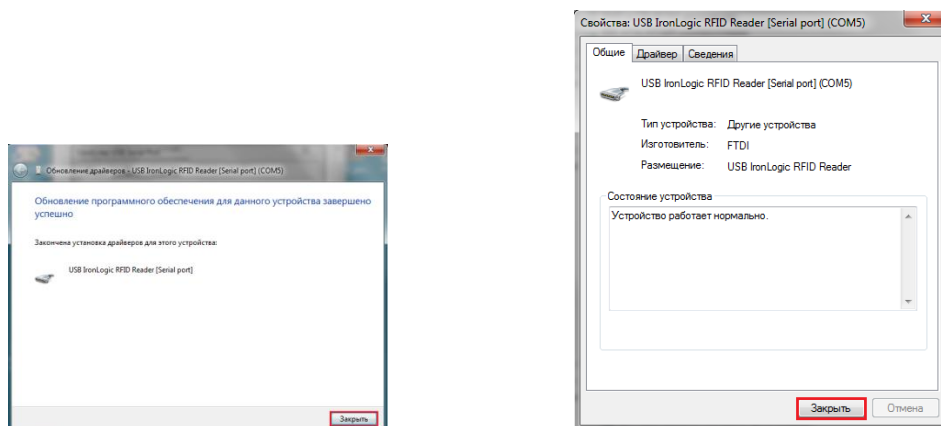 Обновление драйверов - USB IronLogic RFID Reader [Serial port] (COM5)
Обновление программного обеспечения для данного устройства завершено
успешно
Закончена установка драйверов для этого устройства:
USB IronLogic RFID Reader [Serial port]
Закрыть
Свойства: USB IronLogic RFID Reader [Serial port] (COM5)
Общие Драйвер Сведения
USB IronLogic RFID Reader [Serial port] (COM5)
Тип устройства: Другие устройства
Изготовитель: FTDI
Размещение: USB IronLogic RFID Reader
Состояние устройства
Устройство работает нормально.
Закрыть Отмена